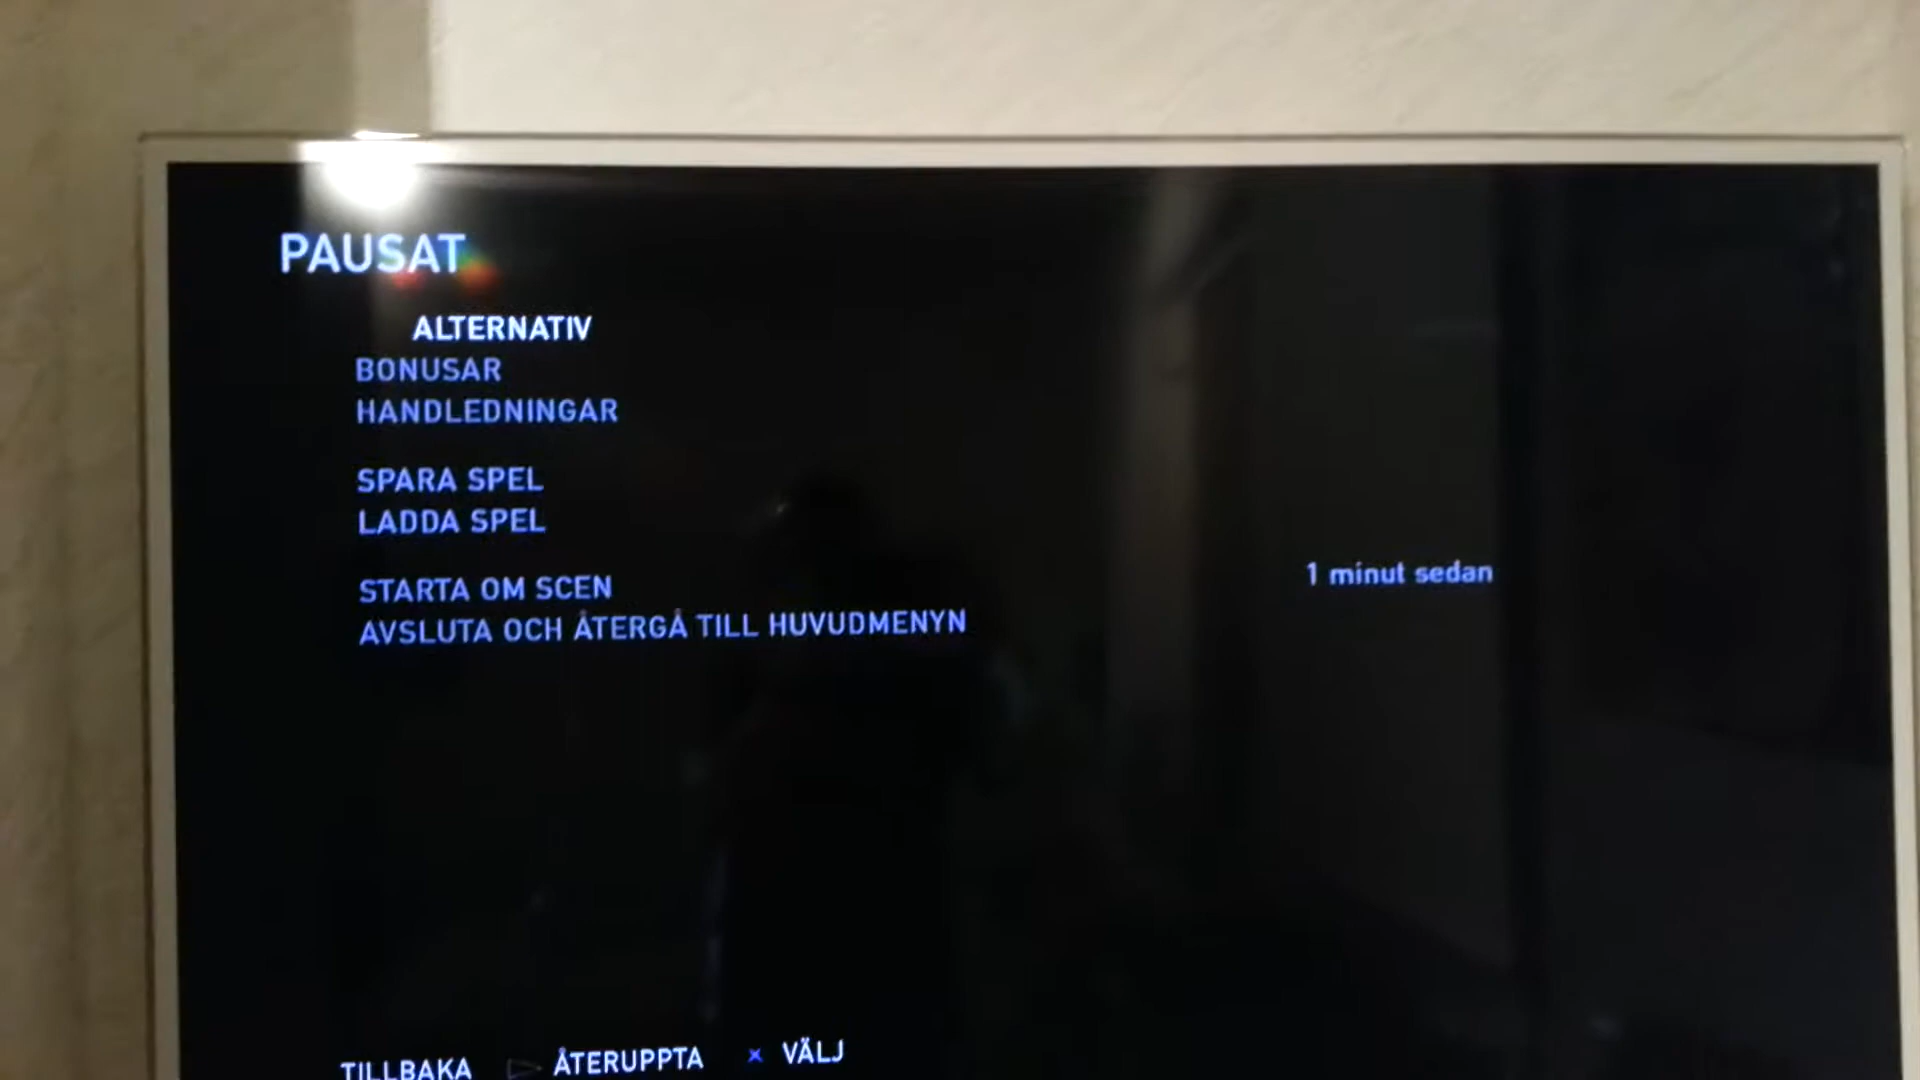 PAUSAT
ALTERNATIV
BONUSAR
HANDLEDNINGAR
SPARA SPEL
LADDA SPEL
STARTA OM SCEN
1 minut sedan
AVSLUTA OCH ÅTERGÅ TILL HUVUDMENYN
TILLBAKA ÅTERUPPTA VÄLJ